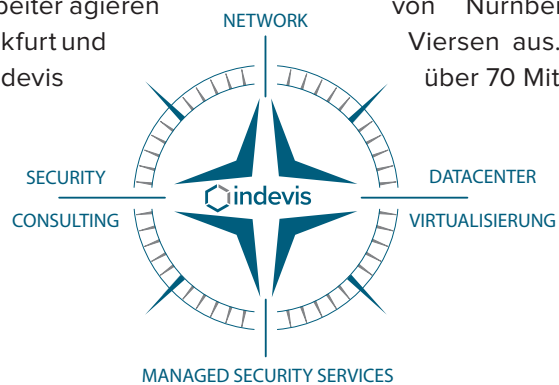 beiter agieren
kfurt und
devis
von Nürnber
Viersen aus.
über 70 Mit
NETWORK
SECURITY
CONSULTING
indevis
DATACENTER
VIRTUALISIERUNG
MANAGED SECURITY SERVICES